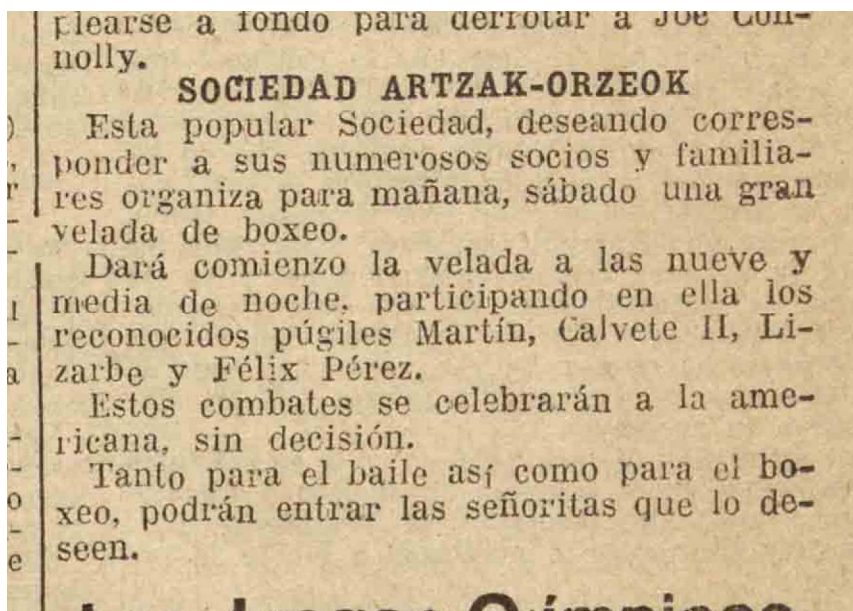 plearse a fondo para derrotar a Joe Con-
nolly.
SOCIEDAD ARTZAK-ORZEOK
Esta popular Sociedad, deseando corres-
ponder a sus numerosos socios y familia-
res organiza para mañana, sábado una gran
velada de boxeo.
Dará comienzo la velada a las nueve y
media de noche, participando en ella los
reconocidos púgiles Martín, Calvete II, Li-
zarbe y Félix Pérez.
Estos combates se celebrarán a la ame-
ricana, sin decisión.
Tanto para el baile así como para el bo-
xeo, podrán entrar las señoritas que lo de-
seen.